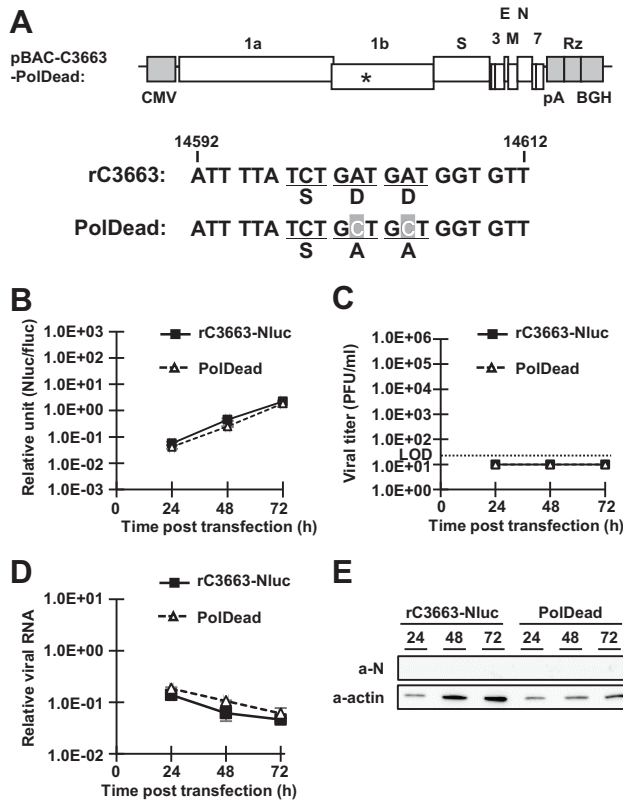 A
pBAC-C3663
-PolDead:
1a
1b
*
S
E N
3 M 7
Rz
CMV
pA BGH
14592 14612
rC3663: ATT TTA TCT GAT GAT GGT GTT
S D D
PolDead: ATT TTA TCT GCT GCT GGT GTT
S A A
B
Relative unit (Nluc/fluc)
1.0E+03
1.0E+02
1.0E+01
1.0E+00
1.0E-01
1.0E-02
1.0E-03
rC3663-Nluc
PolDead
0 24 48 72
Time post transfection (h)
C
Viral titer (PFU/ml)
1.0E+06
1.0E+05
1.0E+04
1.0E+03
1.0E+02
LOD
1.0E+01
1.0E+00
rC3663-Nluc
PolDead
0 24 48 72
Time post transfection (h)
D
Relative viral RNA
1.0E+01
1.0E+00
1.0E-01
1.0E-02
rC3663-Nluc
PolDead
0 24 48 72
Time post transfection (h)
E
rC3663-Nluc PolDead
24 48 72 24 48 72
a-N
a-actin